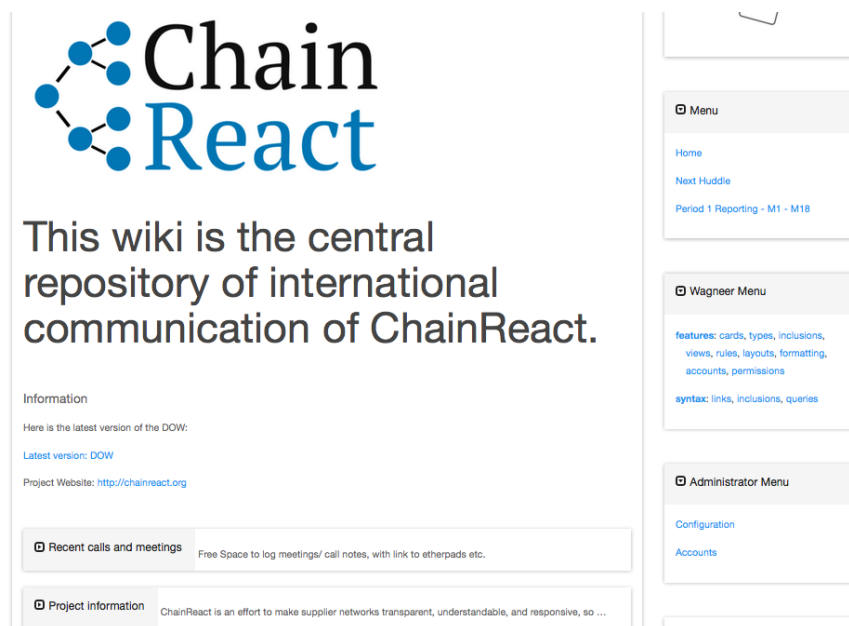 Chain
React
This wiki is the central
repository of international
communication of ChainReact.
Information
Here is the latest version of the DOW:
Latest version: DOW
Project Website: http://chainreact.org
Recent calls and meetings
Free Space to log meetings/ call notes, with link to etherpads etc.
Project information
ChainReact is an effort to make supplier networks transparent, understandable, and responsive, so ...
Menu
Home
Next Huddle
Period 1 Reporting - M1 - M18
Wagneer Menu
features: cards, types, inclusions,
views, rules, layouts, formatting,
accounts, permissions
syntax: links, inclusions, queries
Administrator Menu
Configuration
Accounts